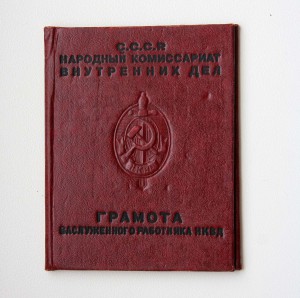 С.С.С.Р
НАРОДНЫЙ КОМИССАРИАТ
ВНУТРЕННИХ ДЕЛ
ГРАМОТА
ЗАСЛУЖЕННОГО РАБОТНИКА НКВД